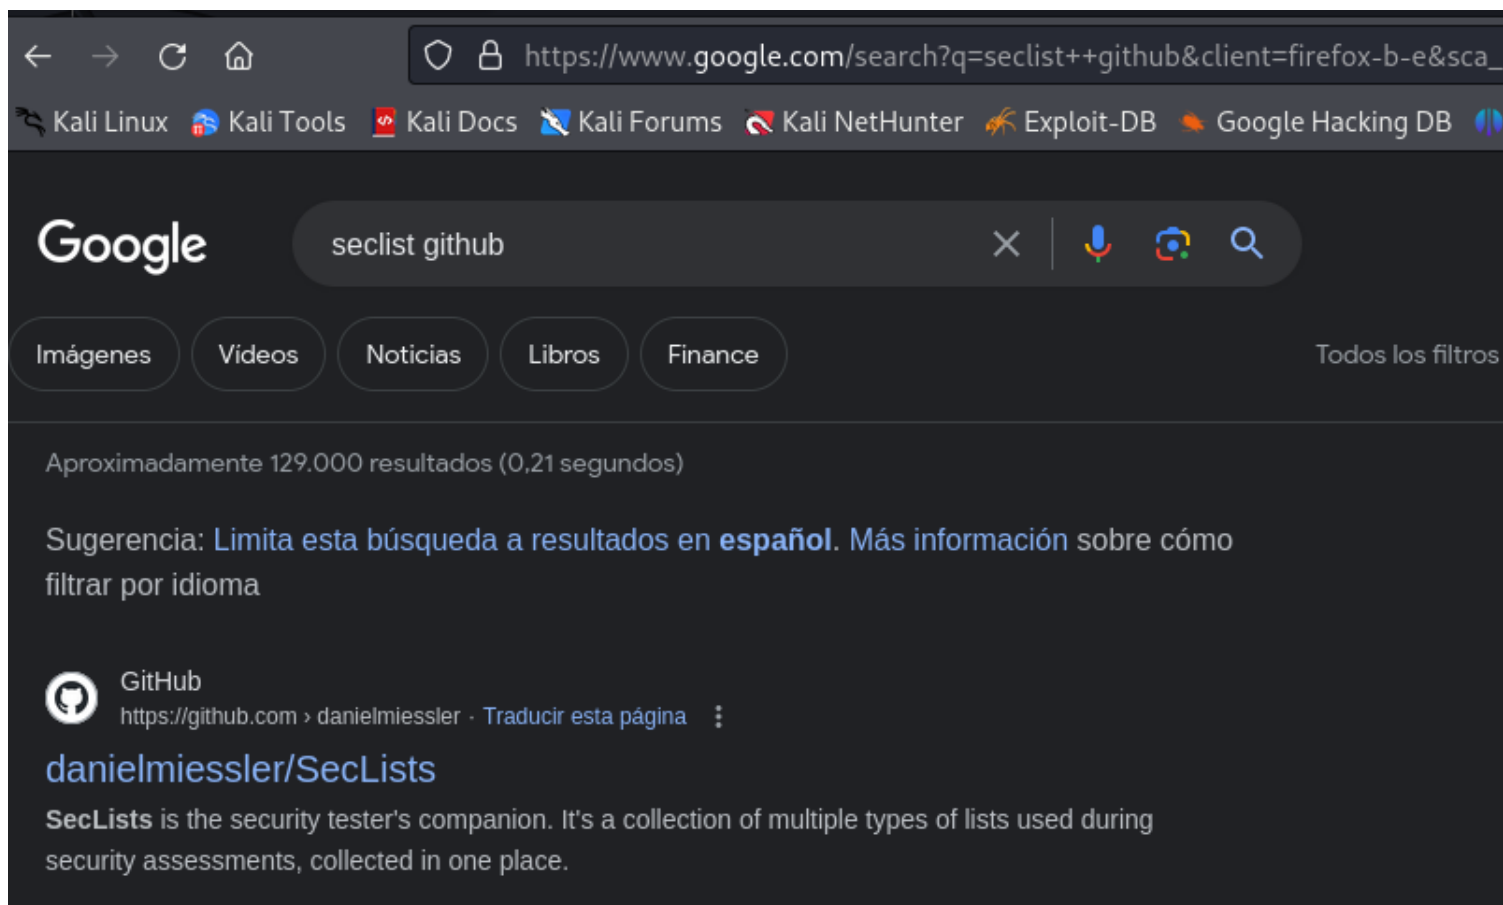 https://www.google.com/search?q=seclist++github&client=firefox-b-e&sca_
Kali Linux Kali Tools Kali Docs Kali Forums Kali NetHunter Exploit-DB Google Hacking DB
Google seclist github
Imágenes Vídeos Noticias Libros Finance Todos los filtros
Aproximadamente 129.000 resultados (0,21 segundos)
Sugerencia: Limita esta búsqueda a resultados en español. Más información sobre cómo
filtrar por idioma
GitHub
https://github.com › danielmiessler · Traducir esta página
danielmiessler/SecLists
SecLists is the security tester's companion. It's a collection of multiple types of lists used during
security assessments, collected in one place.